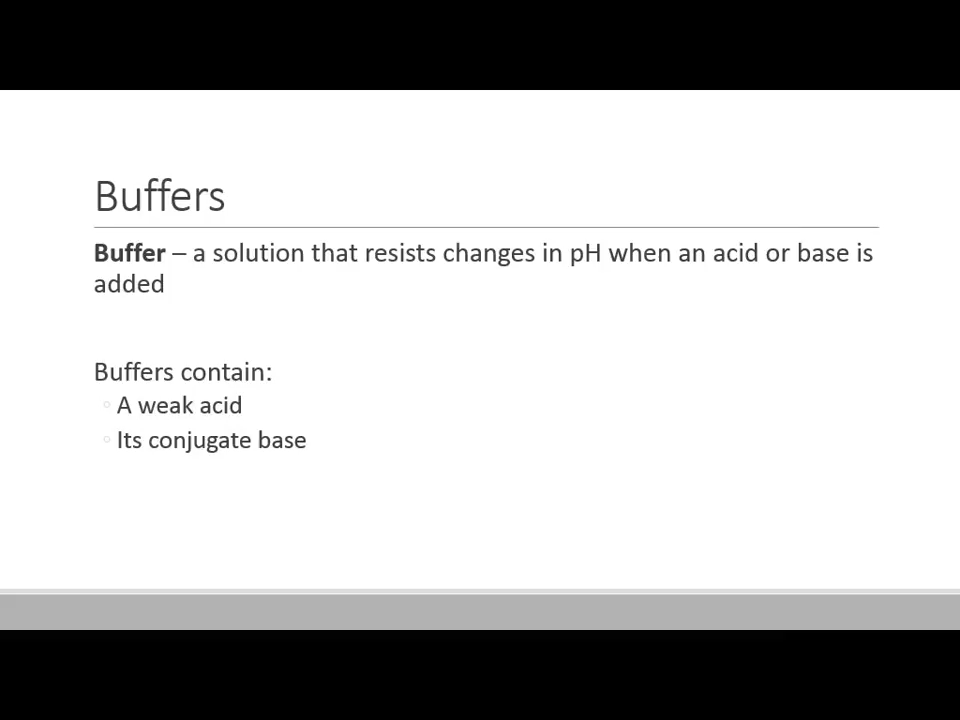 Buffers
Buffer – a solution that resists changes in pH when an acid or base is
added
Buffers contain:
◦ A weak acid
◦ Its conjugate base